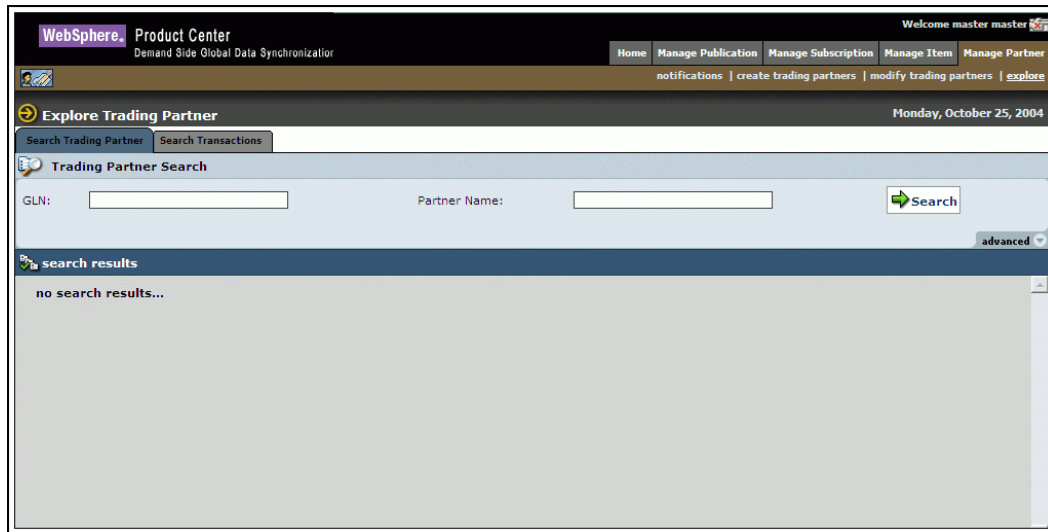 Welcome master master
WebSphere. Product Center
Demand Side Global Data Synchronization
Home Manage Publication Manage Subscription Manage Item Manage Partner
notifications | create trading partners | modify trading partners | explore
Explore Trading Partner Monday, October 25, 2004
Search Trading Partner Search Transactions
Trading Partner Search
GLN: Partner Name: Search
advanced
search results
no search results...